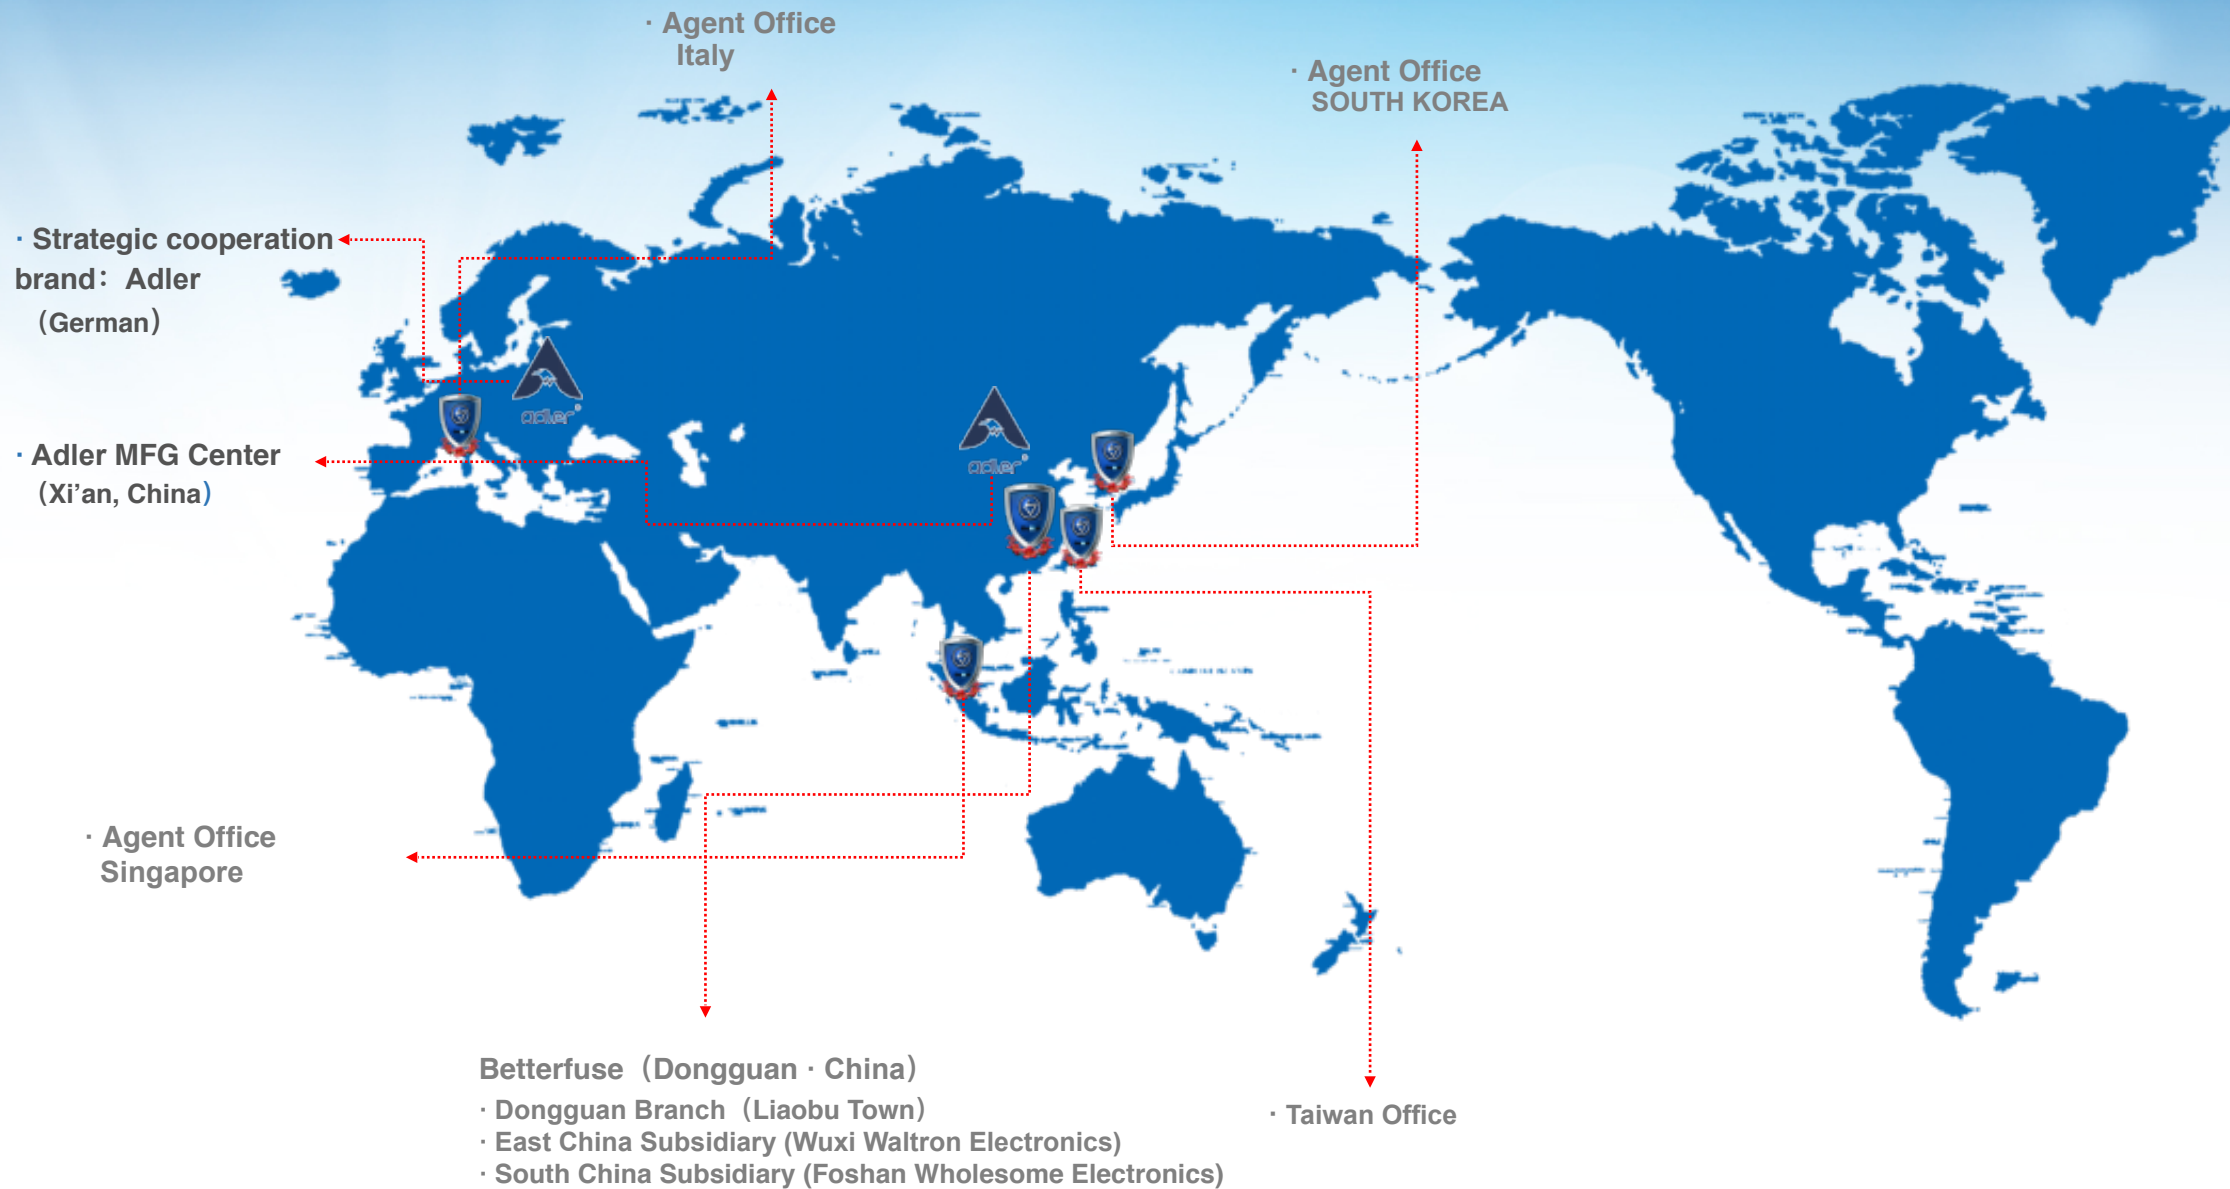 · Agent Office
Italy
· Agent Office
SOUTH KOREA
· Strategic cooperation
brand：Adler
（German）
adler®
· Adler MFG Center
（Xi’an, China）
adler®
· Agent Office
Singapore
Betterfuse（Dongguan · China）
· Dongguan Branch（Liaobu Town）
· East China Subsidiary (Wuxi Waltron Electronics)
· South China Subsidiary (Foshan Wholesome Electronics)
· Taiwan Office